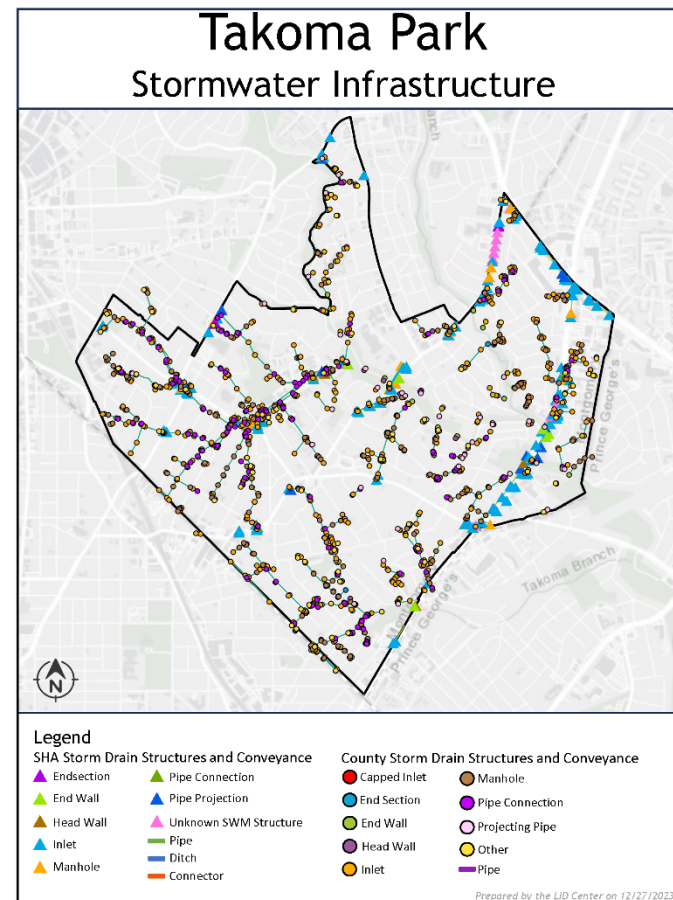 Takoma Park
Stormwater Infrastructure
Branch
Prince George's
Takoma Branch
Prince George's
N
Legend
SHA Storm Drain Structures and Conveyance
Endsection
End Wall
Head Wall
Inlet
Manhole
Pipe Connection
Pipe Projection
Unknown SWM Structure
Pipe
Ditch
Connector
County Storm Drain Structures and Conveyance
Capped Inlet
End Section
End Wall
Head Wall
Inlet
Manhole
Pipe Connection
Projecting Pipe
Other
Pipe
Prepared by the LID Center on 12/27/2023